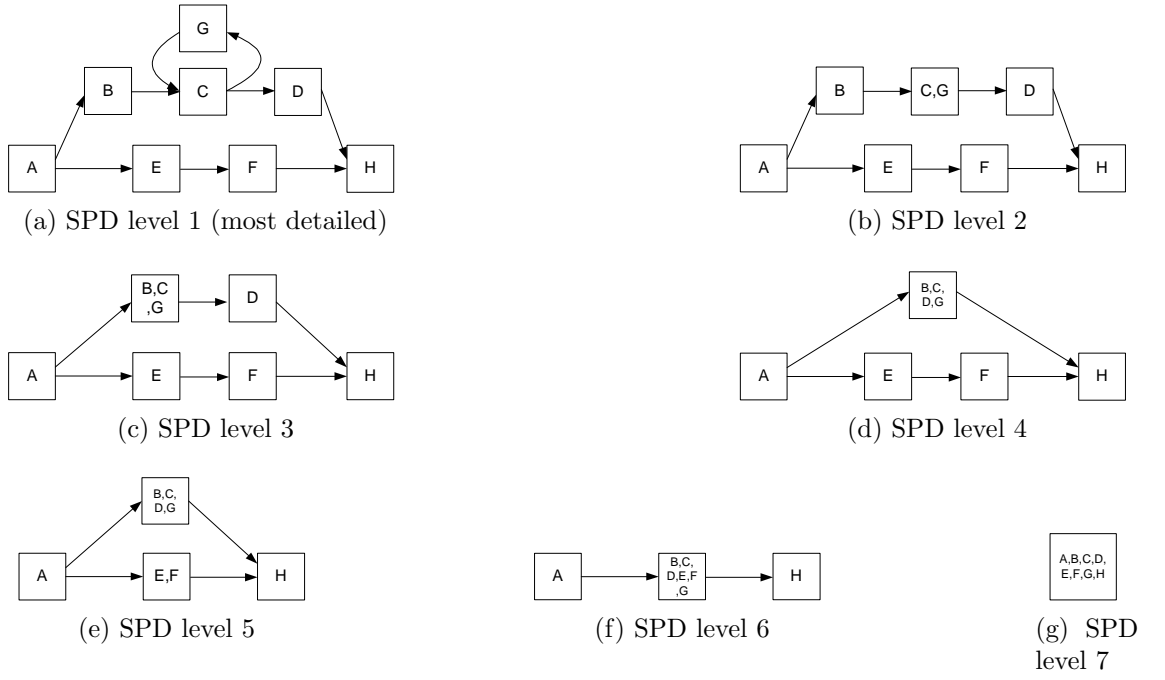 G
B
C
D
A
E
F
H
(a) SPD level 1 (most detailed)
B
C,G
D
A
E
F
H
(b) SPD level 2
B,C
,G
D
A
E
F
H
(c) SPD level 3
B,C,
D,G
A
E
F
H
(d) SPD level 4
B,C,
D,G
A
E,F
H
(e) SPD level 5
A
B,C,
D,E,F
,G
H
(f) SPD level 6
A,B,C,D,
E,F,G,H
(g) SPD
level 7